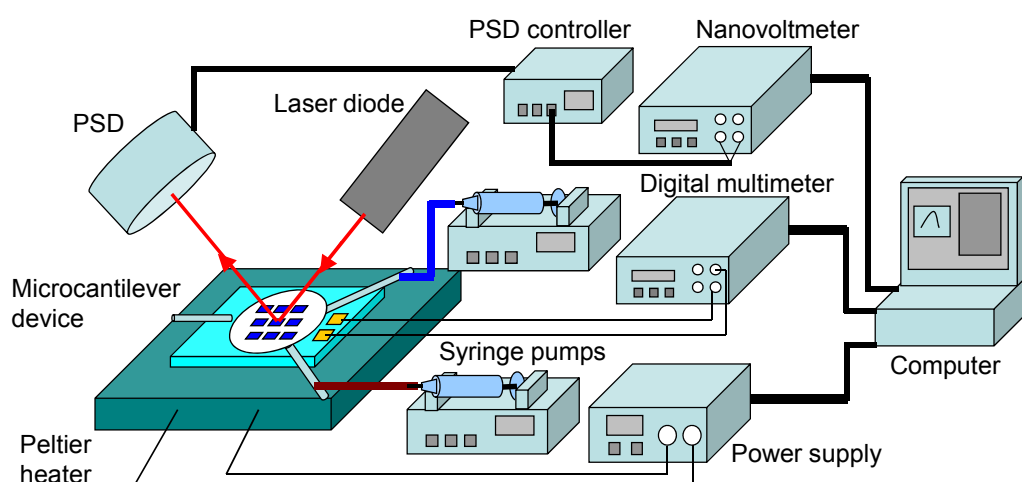 PSD controller
Nanovoltmeter
Laser diode
PSD
Digital multimeter
Microcantilever
device
Syringe pumps
Computer
Peltier
heater
Power supply